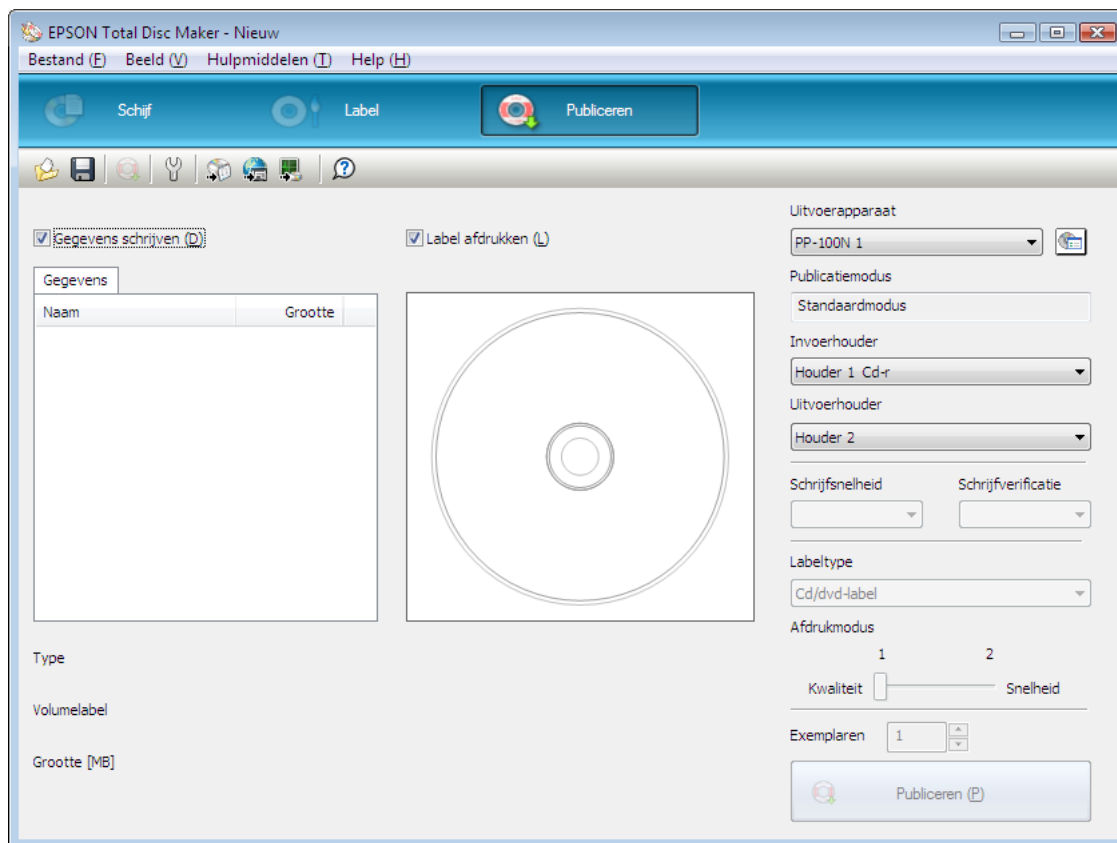 EPSON Total Disc Maker - Nieuw
Bestand (F) Beeld (V) Hulpmiddelen (T) Help (H)
Schijf Label Publiceren
Gegevens schrijven (D)
Label afdrukken (L)
Gegevens
Naam Grootte
Type
Volumelabel
Grootte [MB]
Uitvoerapparaat
PP-100N 1
Publicatiemodus
Standaardmodus
Invoerhouder
Houder 1 Cd-r
Uitvoerhouder
Houder 2
Schrijfsnelheid Schrijfverificatie
Labeltype
Cd/dvd-label
Afdrukmodus
1 2
Kwaliteit Snelheid
Exemplaren 1
Publiceren (P)